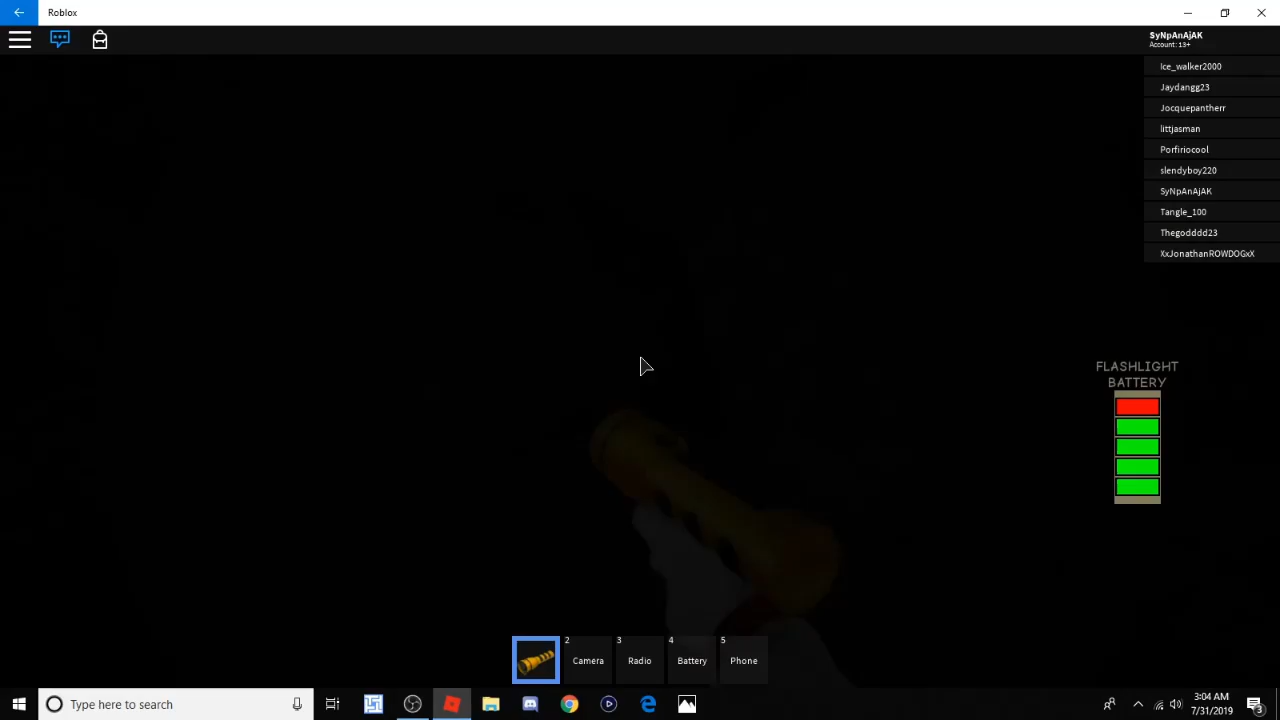 Roblox
SyNpAnAjAK
Account: 13+
Ice_walker2000
Jaydangg23
Jocquepantherr
littjasman
Porfiriocool
slendyboy220
SyNpAnAjAK
Tangle_100
Thegodddd23
XxJonathanROWDOGxX
FLASHLIGHT
BATTERY
2
Camera
3
Radio
4
Battery
5
Phone
Type here to search
3:04 AM
7/31/2019
3